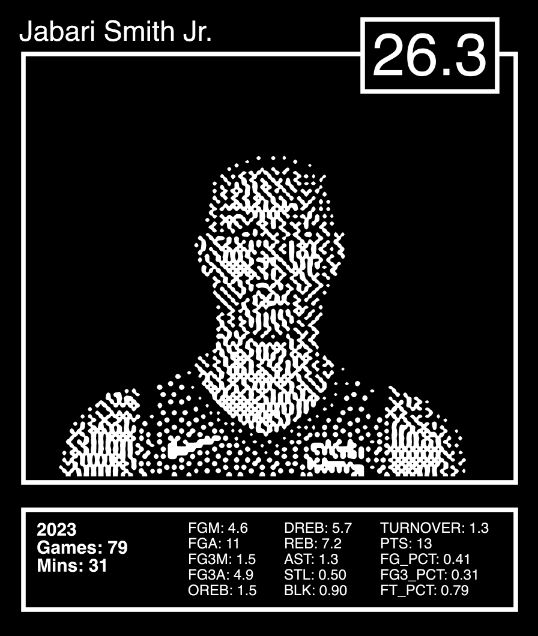 Jabari Smith Jr.
26.3
2023
Games: 79
Mins: 31
FGM: 4.6
FGA: 11
FG3M: 1.5
FG3A: 4.9
OREB: 1.5
DREB: 5.7
REB: 7.2
AST: 1.3
STL: 0.50
BLK: 0.90
TURNOVER: 1.3
PTS: 13
FG_PCT: 0.41
FG3_PCT: 0.31
FT_PCT: 0.79